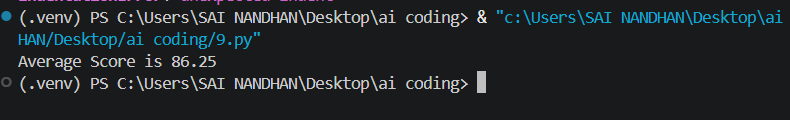 (.venv) PS C:\Users\SAI NANDHAN\Desktop\ai coding> & "c:\Users\SAI NANDHAN\Desktop\ai
HAN/Desktop/ai coding/9.py"
Average Score is 86.25
(.venv) PS C:\Users\SAI NANDHAN\Desktop\ai coding>